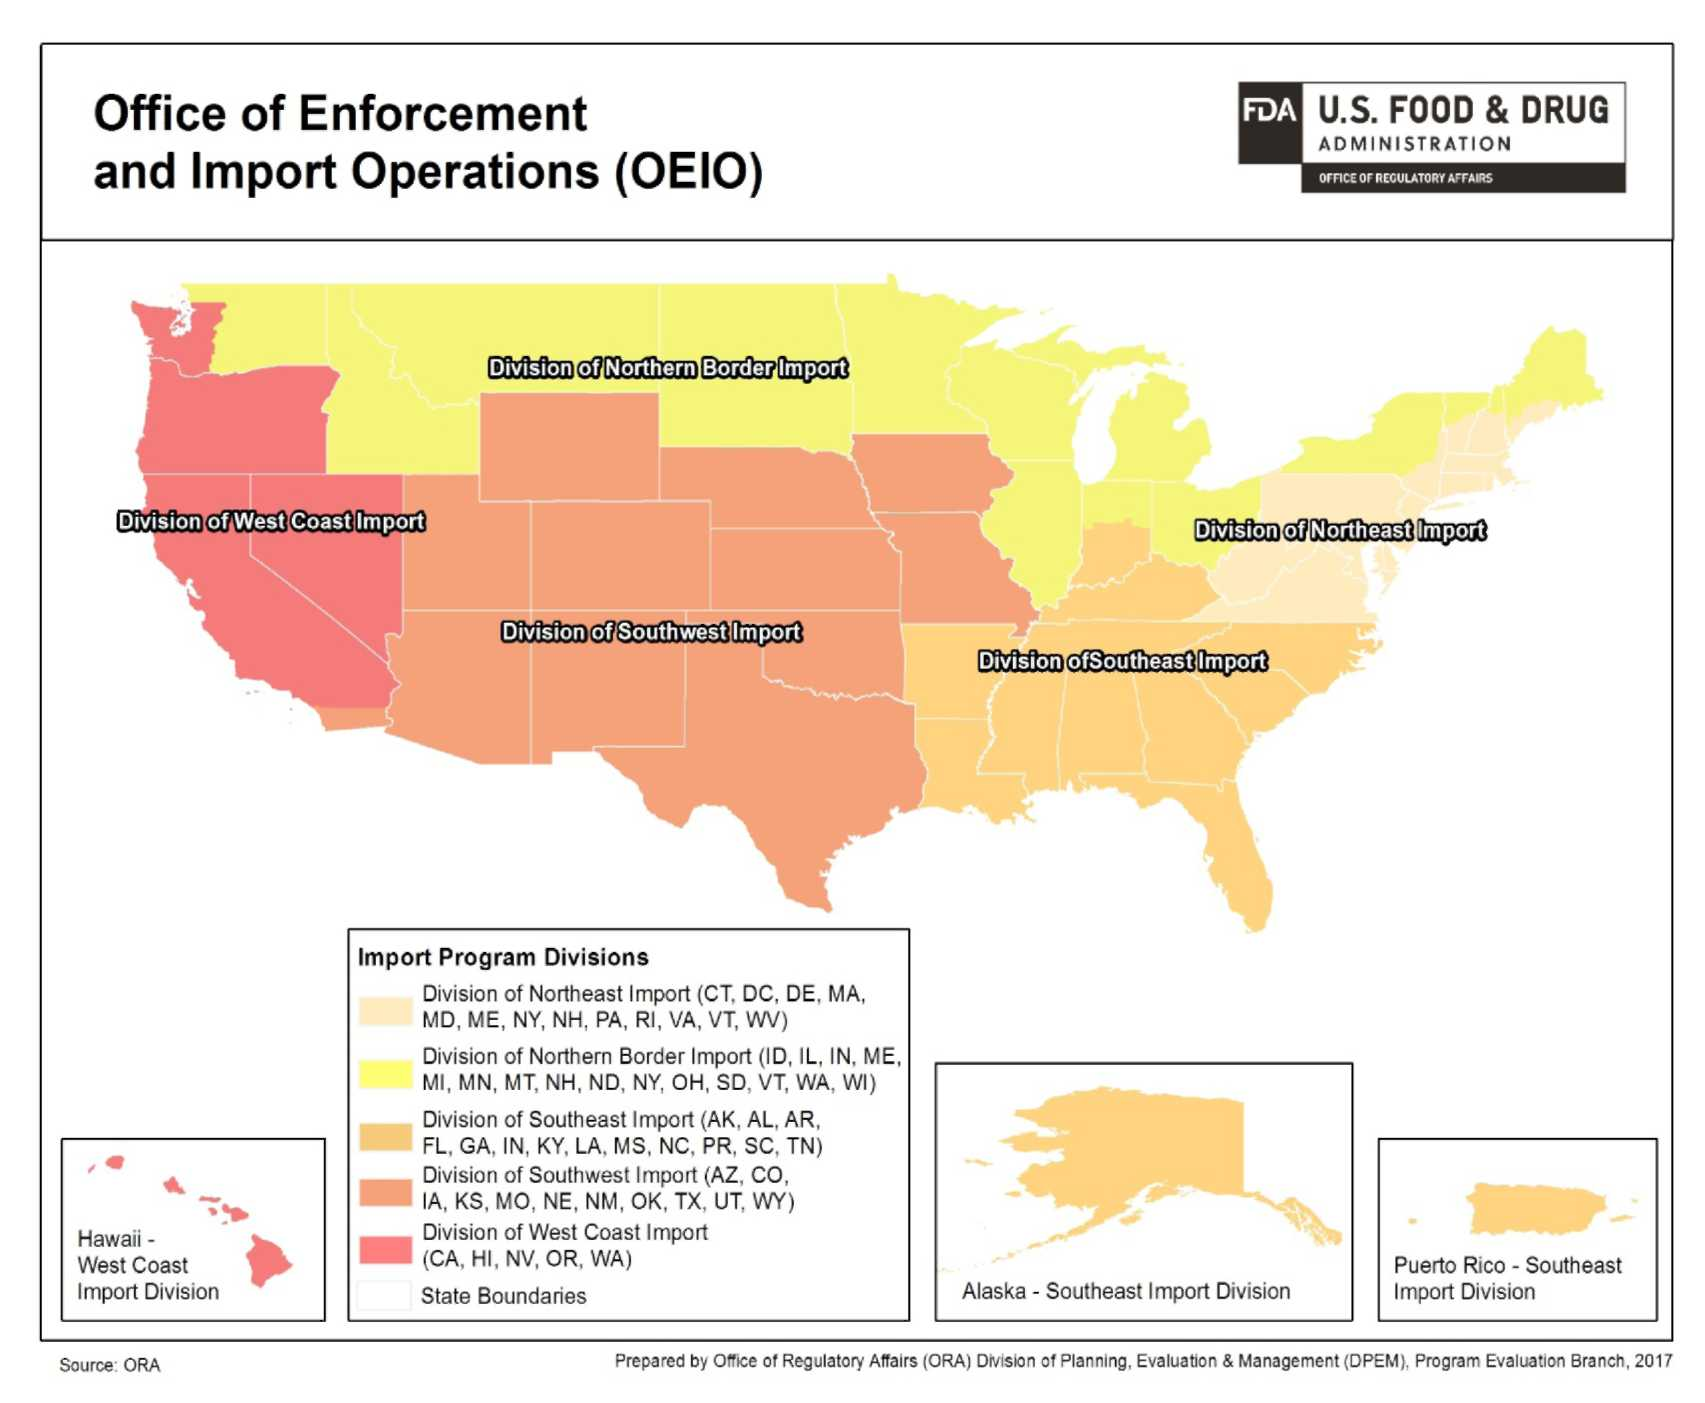 Office of Enforcement
and Import Operations (OEIO)
FDA
U.S. FOOD & DRUG
ADMINISTRATION
OFFICE OF REGULATORY AFFAIRS
Division of Northern Border Import
Division of West Coast Import
Division of Northeast Import
Division of Southwest Import
Division ofSoutheast Import
Import Program Divisions
Division of Northeast Import (CT, DC, DE, MA,
MD, ME, NY, NH, PA, RI, VA, VT, WV)
Division of Northern Border Import (ID, IL, IN, ME,
MI, MN, MT, NH, ND, NY, OH, SD, VT, WA, WI)
Division of Southeast Import (AK, AL, AR,
FL, GA, IN, KY, LA, MS, NC, PR, SC, TN)
Division of Southwest Import (AZ, CO,
IA, KS, MO, NE, NM, OK, TX, UT, WY)
Division of West Coast Import
(CA, HI, NV, OR, WA)
State Boundaries
Hawaii -
West Coast
Import Division
Alaska - Southeast Import Division
Puerto Rico - Southeast
Import Division
Source: ORA
Prepared by Office of Regulatory Affairs (ORA) Division of Planning, Evaluation & Management (DPEM), Program Evaluation Branch, 2017